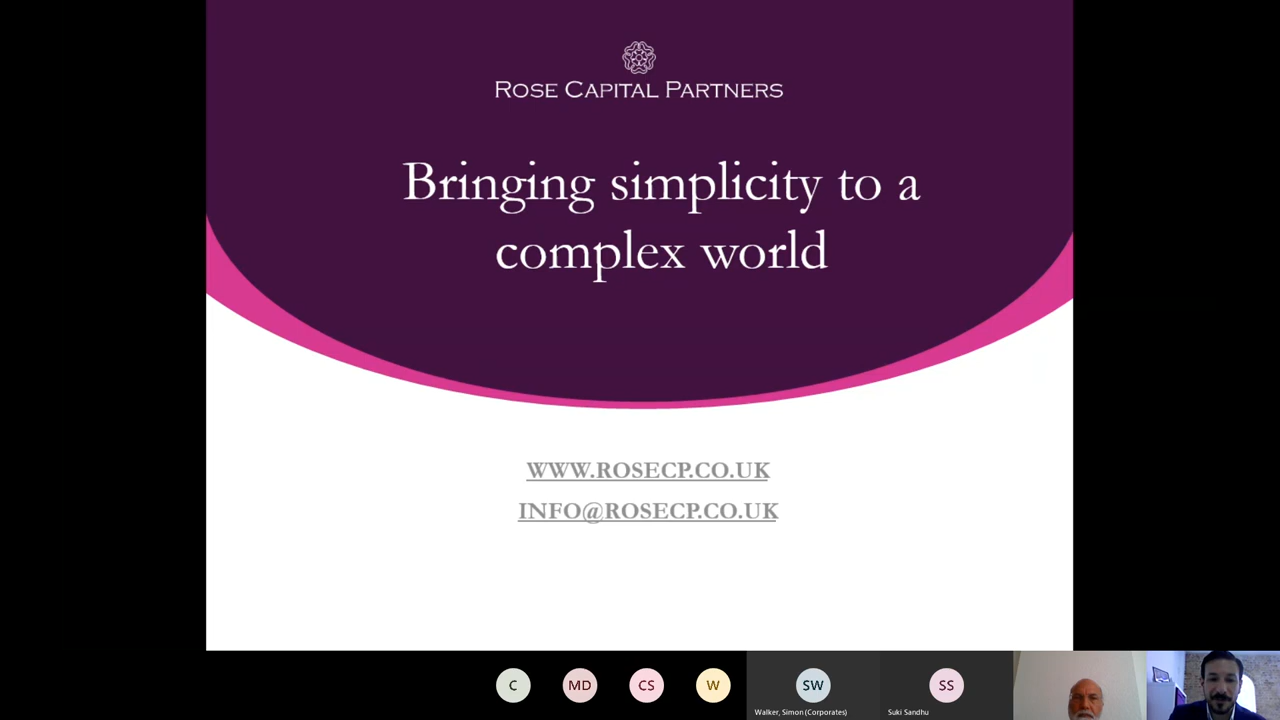 ROSE CAPITAL PARTNERS
Bringing simplicity to a
complex world
WWW.ROSECP.CO.UK
INFO@ROSECP.CO.UK
C
MD
CS
W
SW
SS
Walker, Simon (Corporates)
Suki Sandhu